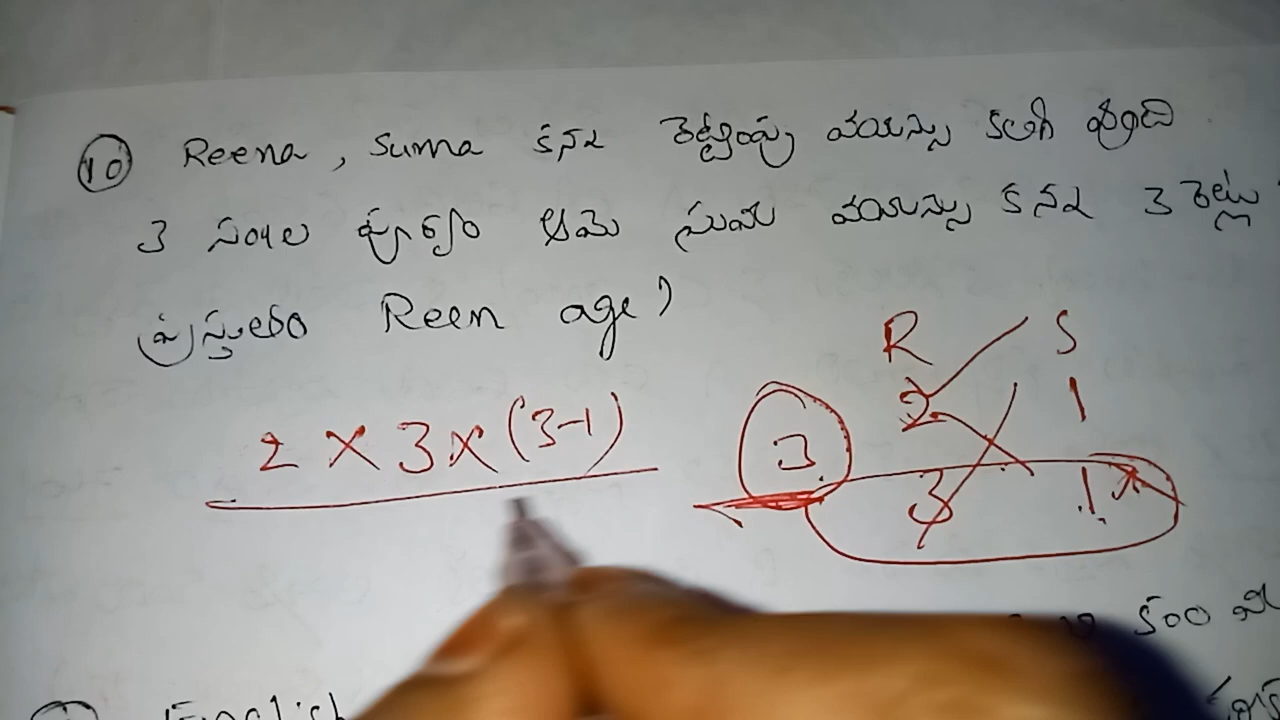 10 Reena, Suma కన్న రెట్టింపు వయస్సు కలిగి ఉంది
3 సం॥ల పూర్వం ఆమె సుమ వయస్సు కన్న 3 రెట్లు
ప్రస్తుతం Reen age?
R S
2 1
2 × 3 × (3-1)
3
3 1
English